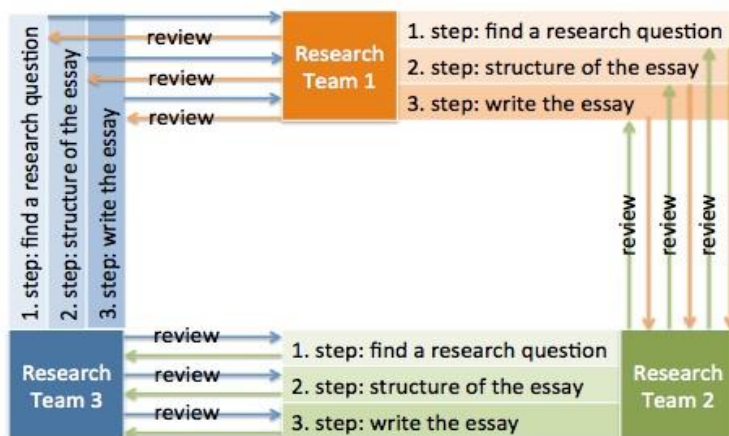 review
review
review
1. step: find a research question
2. step: structure of the essay
3. step: write the essay
Research
Team 1
1. step: find a research question
2. step: structure of the essay
3. step: write the essay
review
review
review
Research
Team 3
review
review
review
1. step: find a research question
2. step: structure of the essay
3. step: write the essay
Research
Team 2